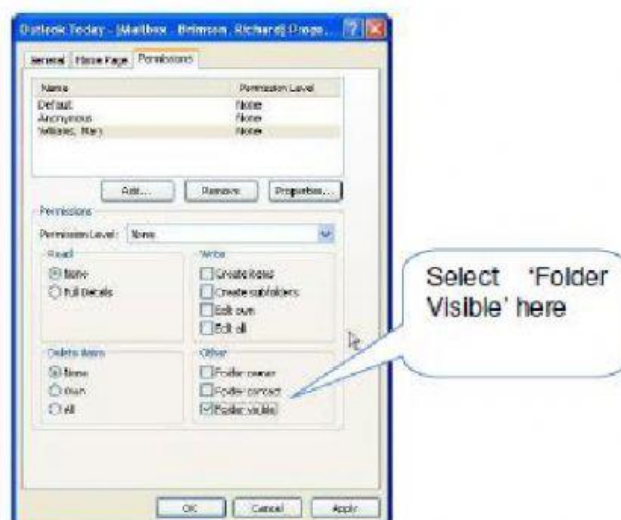 Outlook Today - [Mailbox - Brimson, Richard] Prope...
General Home Page Permissions
Name Permission Level
Default None
Anonymous None
Williams, Mary None
Add... Remove Properties...
Permissions
Permission Level: None
Read Write
None Create items
Full Details Create subfolders
Edit own
Edit all
Delete items Other
None Folder owner
Own Folder contact
All Folder visible
OK Cancel Apply
Select 'Folder
Visible' here